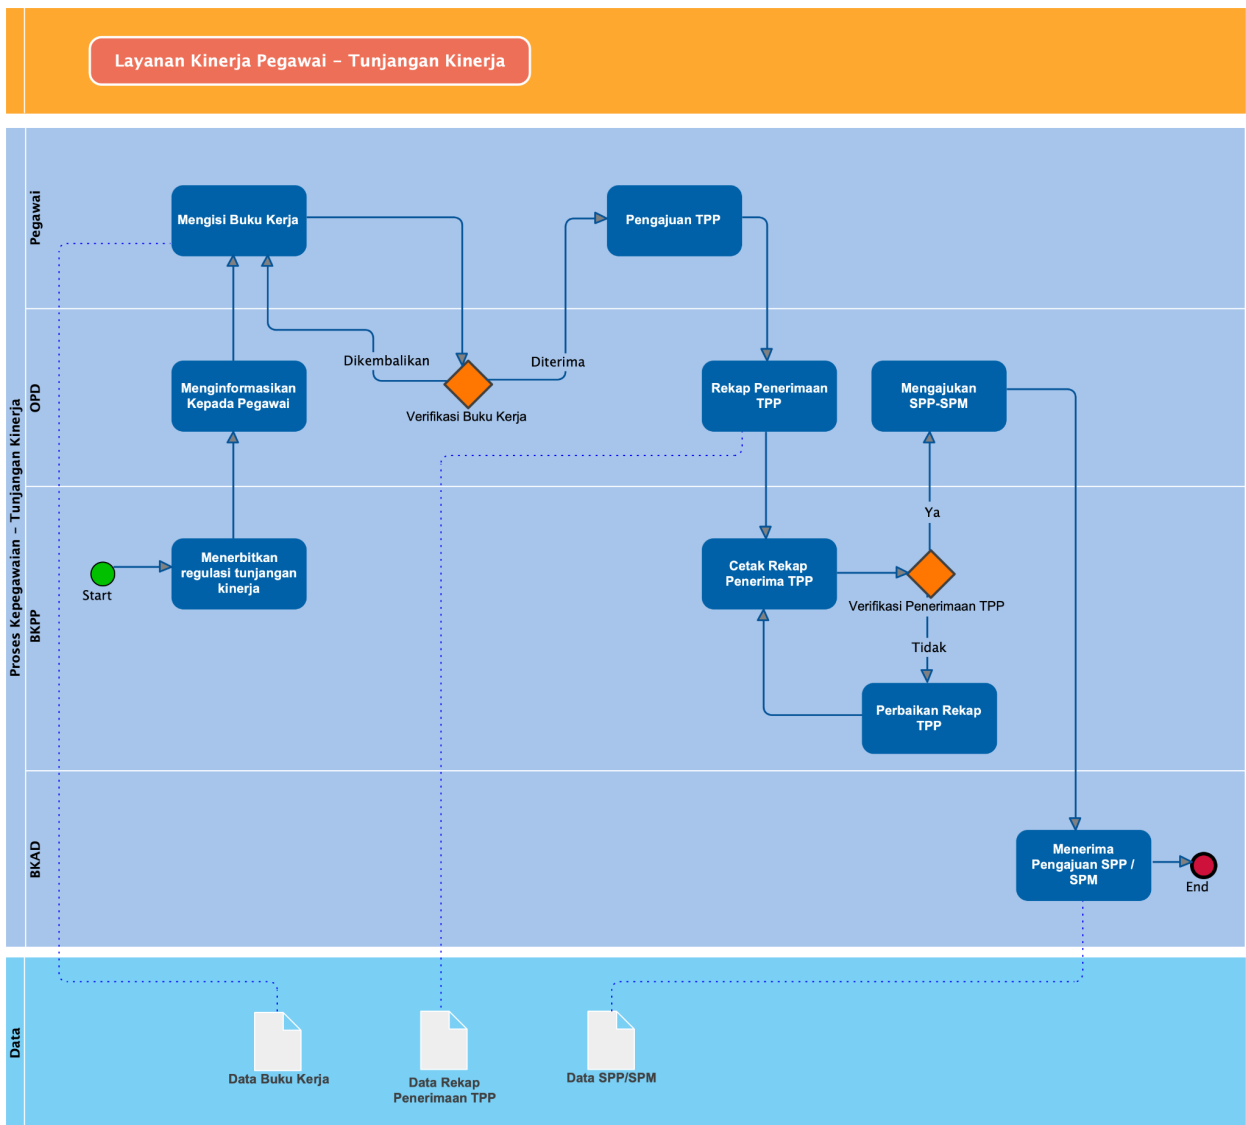 Layanan Kinerja Pegawai – Tunjangan Kinerja
Proses Kepegawaian – Tunjangan Kinerja
Pegawai
Mengisi Buku Kerja
Pengajuan TPP
OPD
Menginformasikan
Kepada Pegawai
Dikembalikan
Verifikasi Buku Kerja
Diterima
Rekap Penerimaan
TPP
Mengajukan
SPP-SPM
BKPP
Start
Menerbitkan
regulasi tunjangan
kinerja
Cetak Rekap
Penerima TPP
Ya
Verifikasi Penerimaan TPP
Tidak
Perbaikan Rekap
TPP
BKAD
Menerima
Pengajuan SPP /
SPM
End
Data
Data Buku Kerja
Data Rekap
Penerimaan TPP
Data SPP/SPM